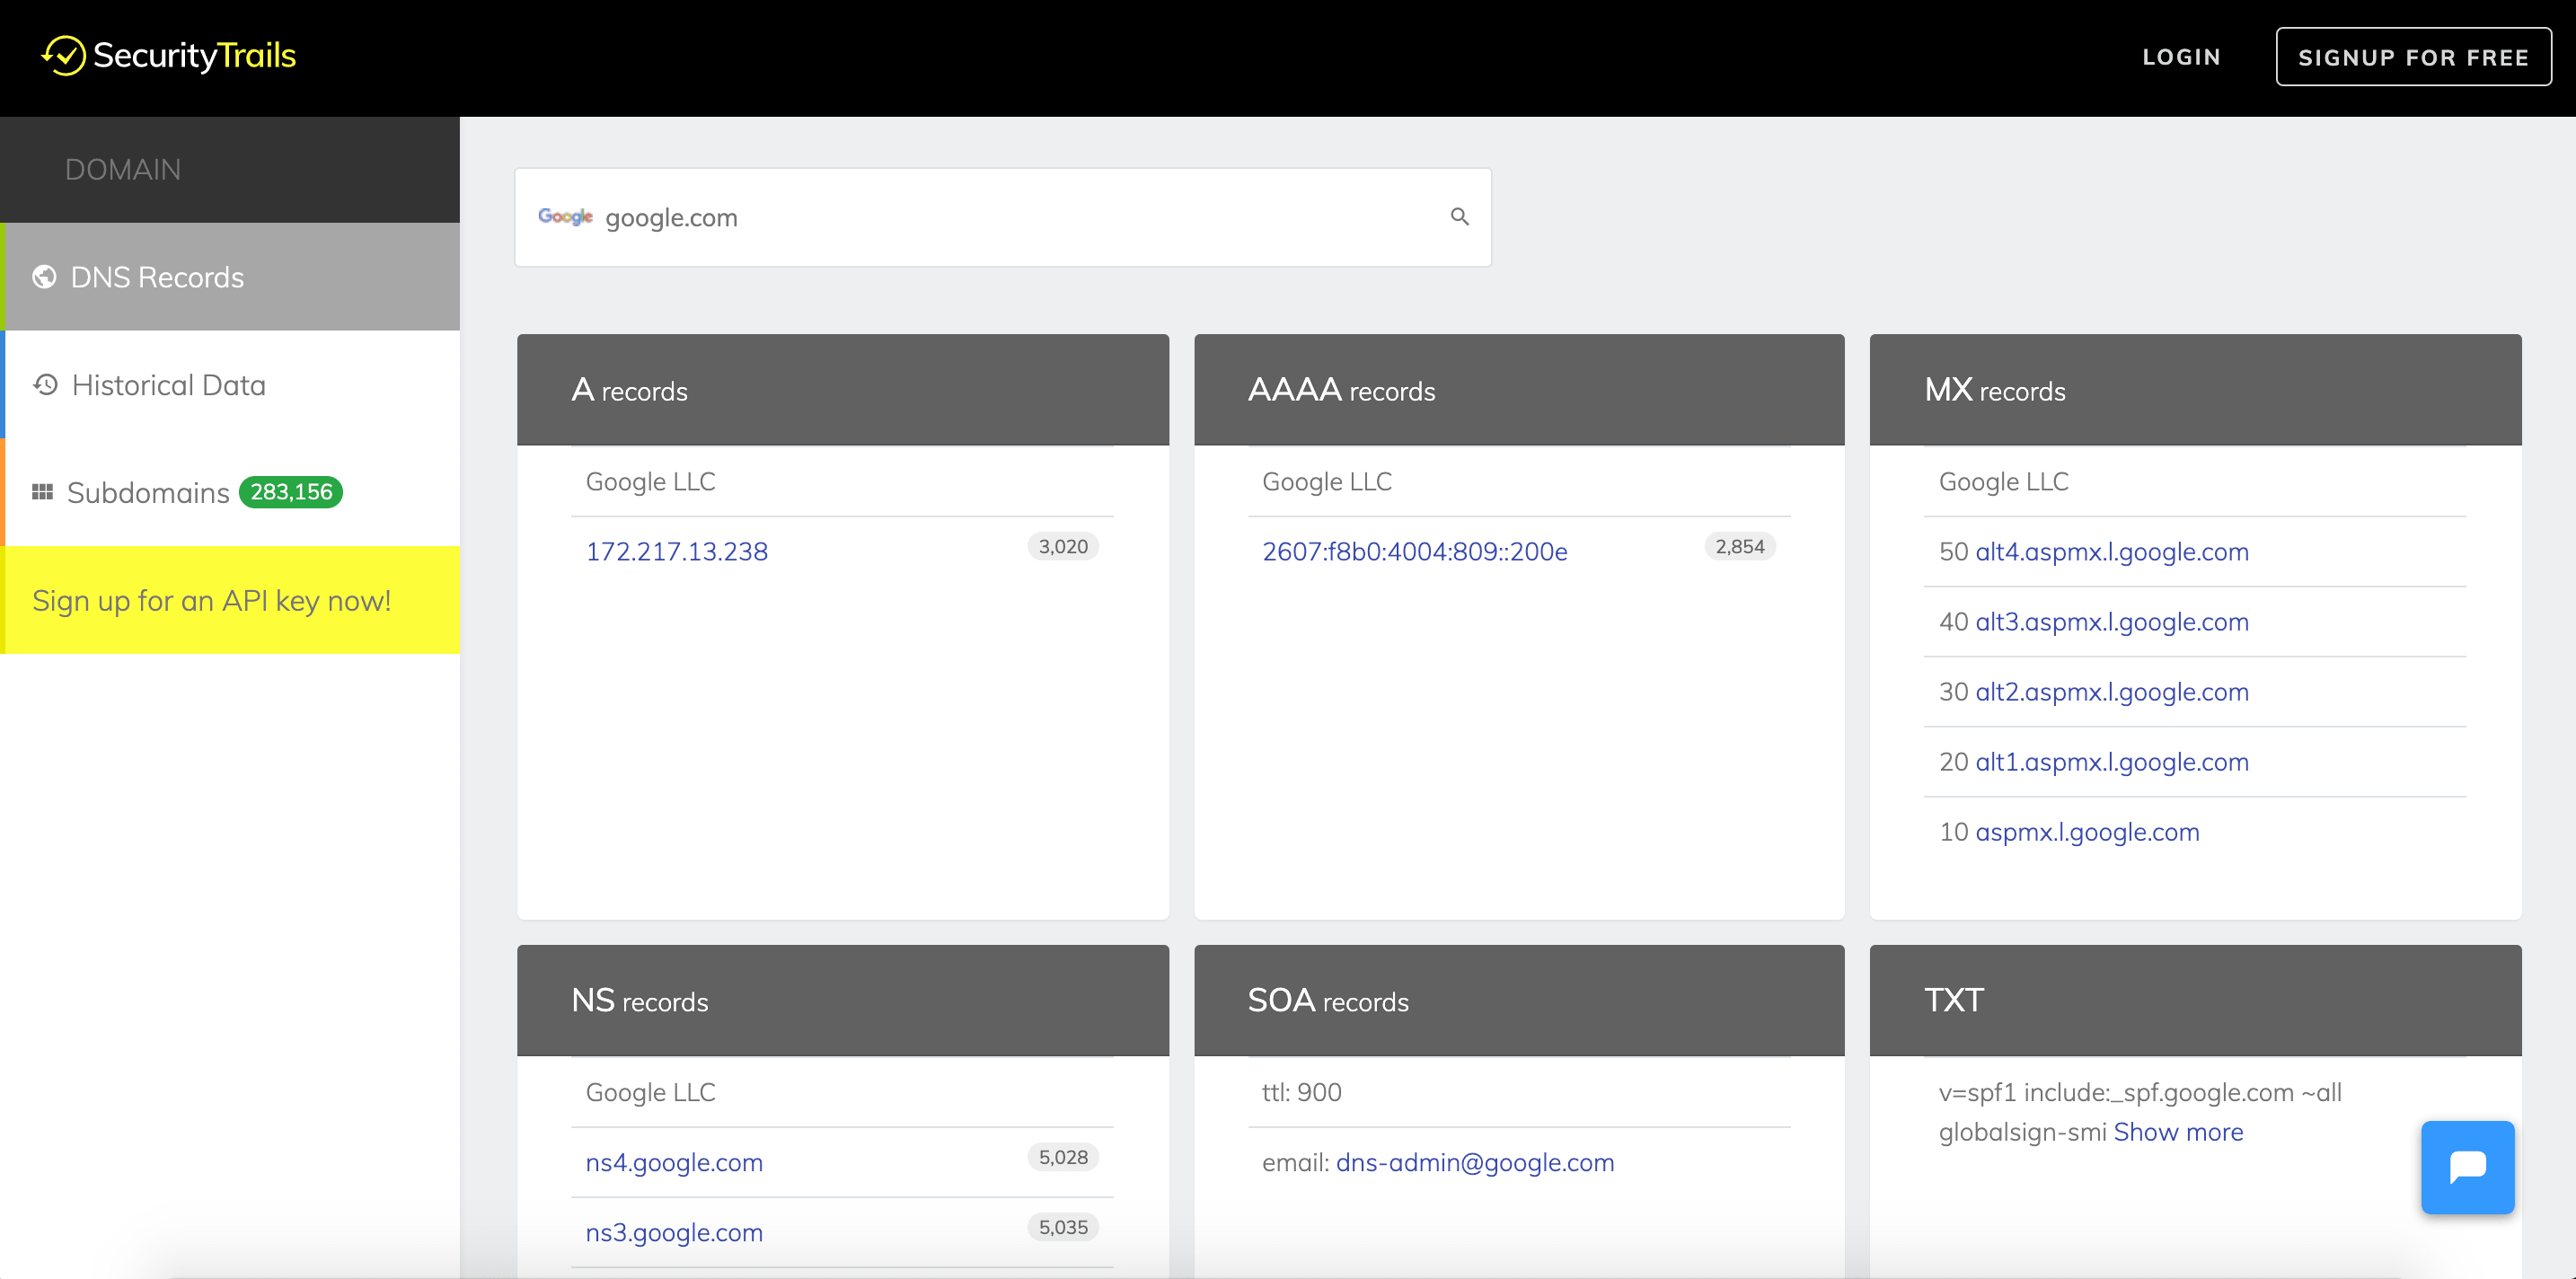 SecurityTrails
LOGIN
SIGNUP FOR FREE
DOMAIN
DNS Records
Historical Data
Subdomains 283,156
Sign up for an API key now!
Google google.com
A records
Google LLC
172.217.13.238 3,020
AAAA records
Google LLC
2607:f8b0:4004:809::200e 2,854
MX records
Google LLC
50 alt4.aspmx.l.google.com
40 alt3.aspmx.l.google.com
30 alt2.aspmx.l.google.com
20 alt1.aspmx.l.google.com
10 aspmx.l.google.com
NS records
Google LLC
ns4.google.com 5,028
ns3.google.com 5,035
SOA records
ttl: 900
email: dns-admin@google.com
TXT
v=spf1 include:_spf.google.com ~all
globalsign-smi Show more